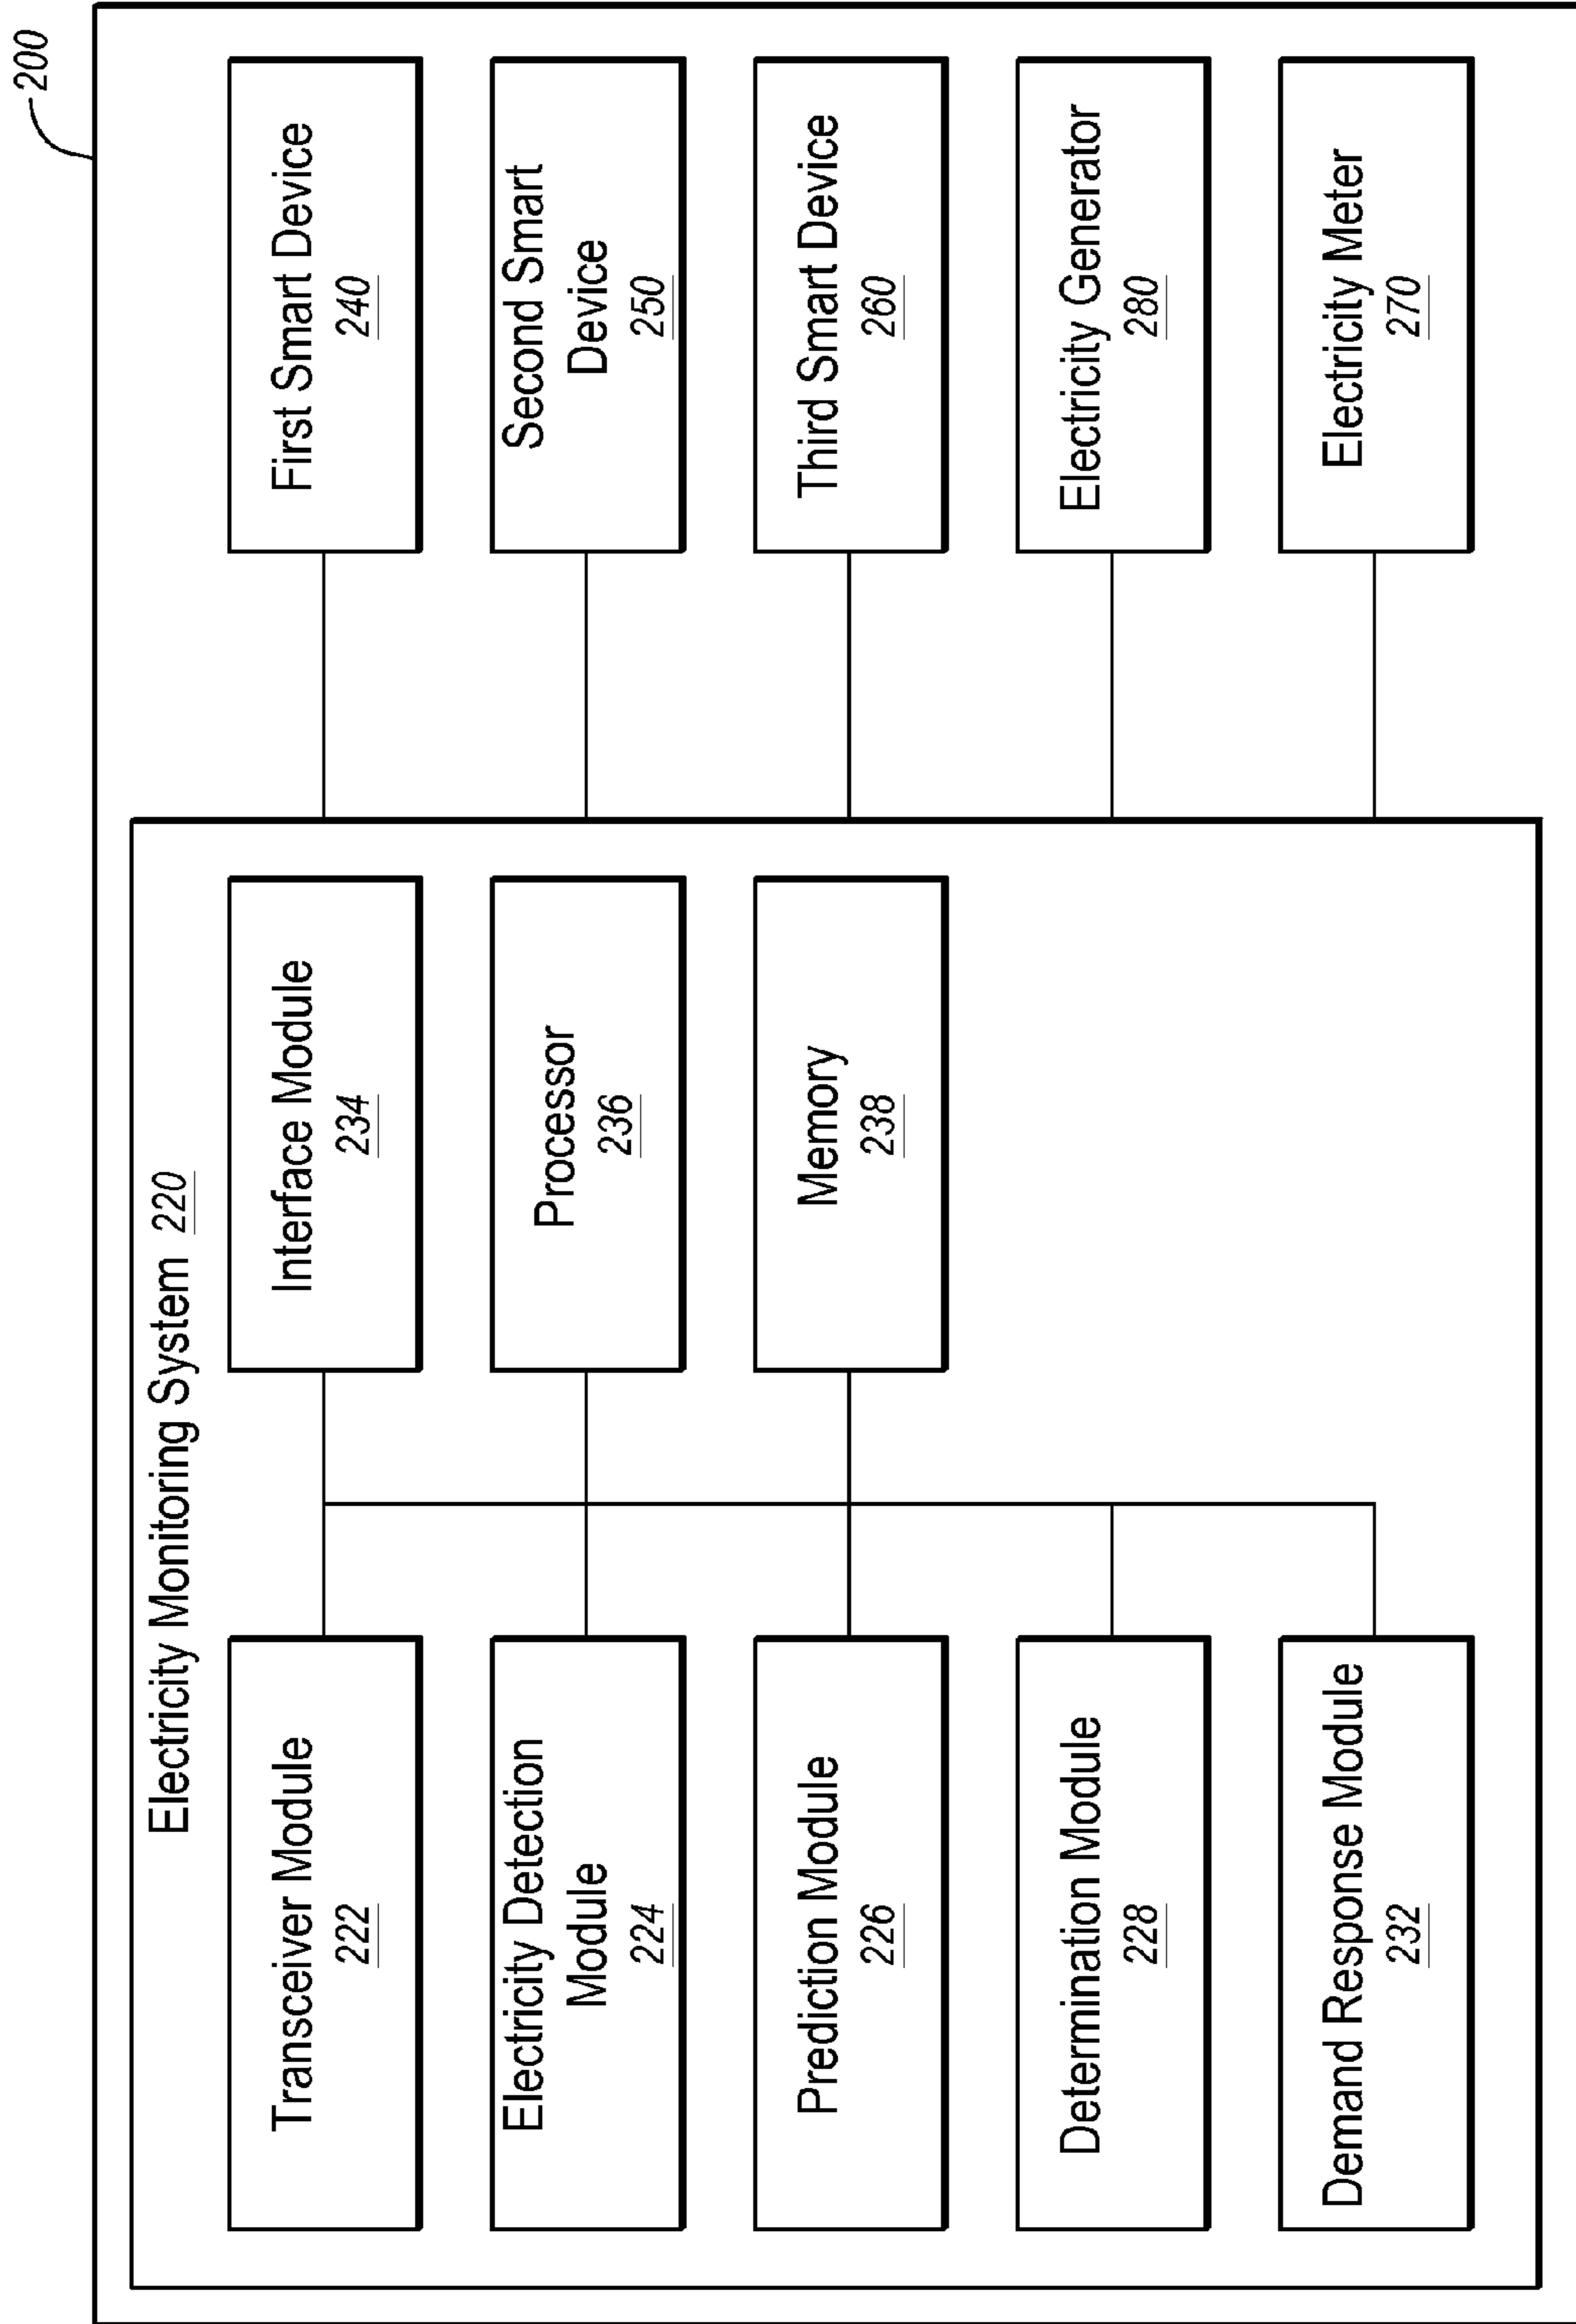 200
Electricity Monitoring System 220
Transceiver Module
222
Electricity Detection
Module
224
Prediction Module
226
Determination Module
228
Demand Response Module
232
Interface Module
234
Processor
236
Memory
238
First Smart Device
240
Second Smart
Device
250
Third Smart Device
260
Electricity Generator
280
Electricity Meter
270